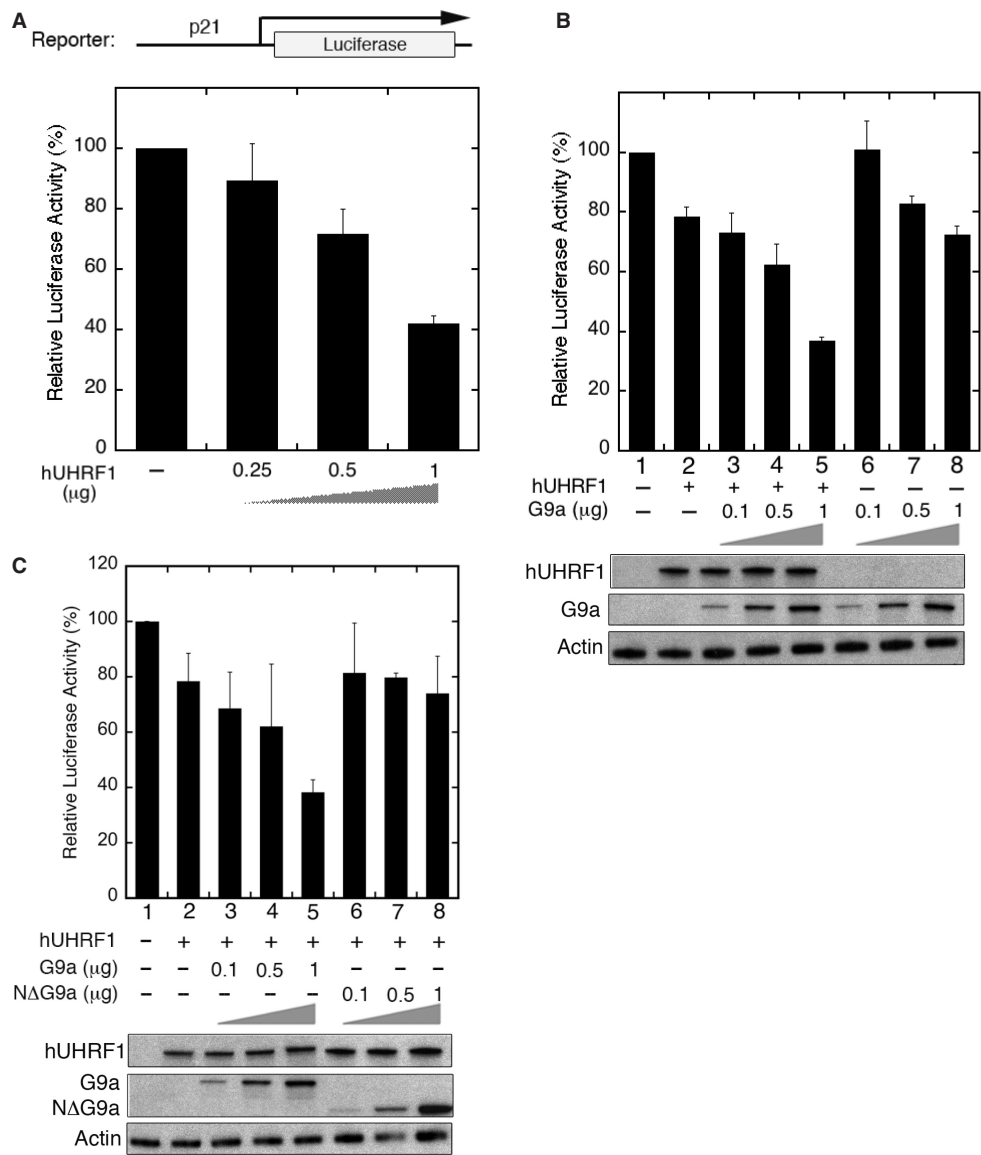 A
Reporter:
p21
Luciferase
Relative Luciferase Activity (%)
100
80
60
40
20
0
hUHRF1
(µg)
– 0.25 0.5 1
B
Relative Luciferase Activity (%)
100
80
60
40
20
0
1 2 3 4 5 6 7 8
hUHRF1 – + + + + – – –
G9a (µg) – – 0.1 0.5 1 0.1 0.5 1
hUHRF1
G9a
Actin
C
Relative Luciferase Activity (%)
120
100
80
60
40
20
0
1 2 3 4 5 6 7 8
hUHRF1 – + + + + + + +
G9a (µg) – – 0.1 0.5 1 – – –
N∆G9a (µg) – – – – – 0.1 0.5 1
hUHRF1
G9a
N∆G9a
Actin